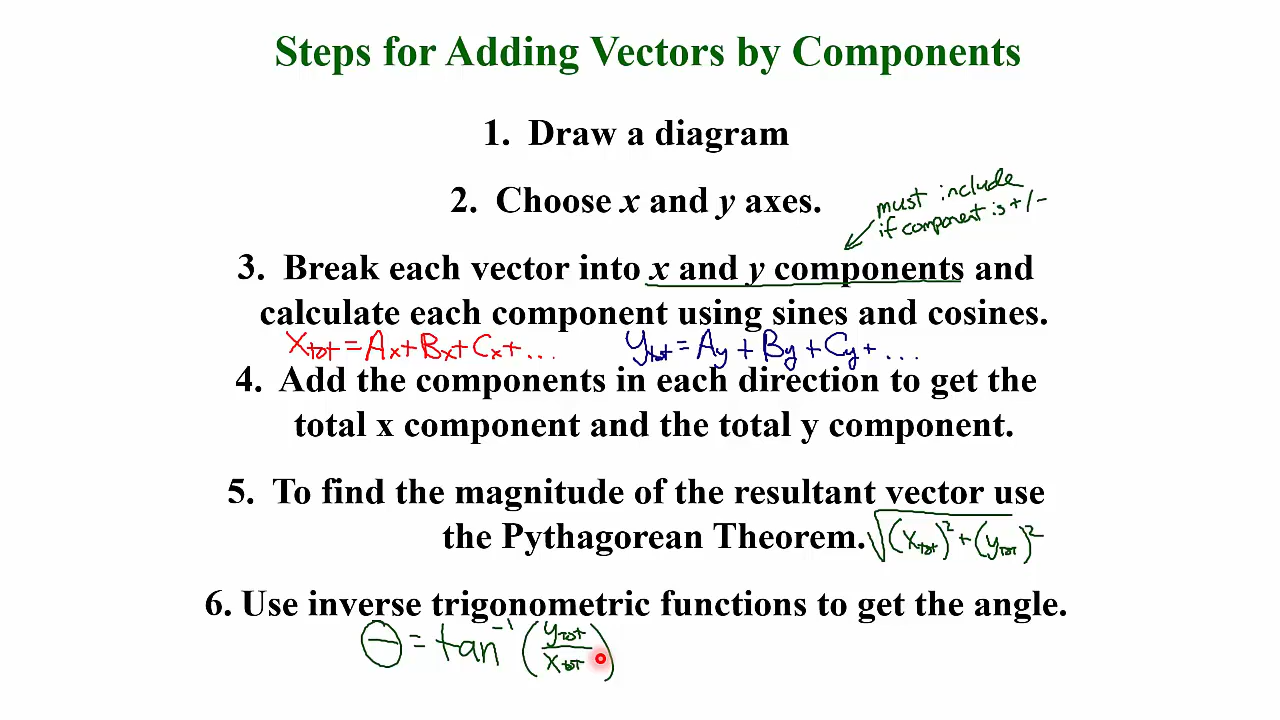 Steps for Adding Vectors by Components
1. Draw a diagram
2. Choose x and y axes.
must include
if component is +/-
3. Break each vector into x and y components and
calculate each component using sines and cosines.
Xtot = Ax + Bx + Cx + ... ytot = Ay + By + Cy + ...
4. Add the components in each direction to get the
total x component and the total y component.
5. To find the magnitude of the resultant vector use
the Pythagorean Theorem. √(xtot)² + (ytot)²
6. Use inverse trigonometric functions to get the angle.
θ = tan⁻¹ (ytot/xtot)